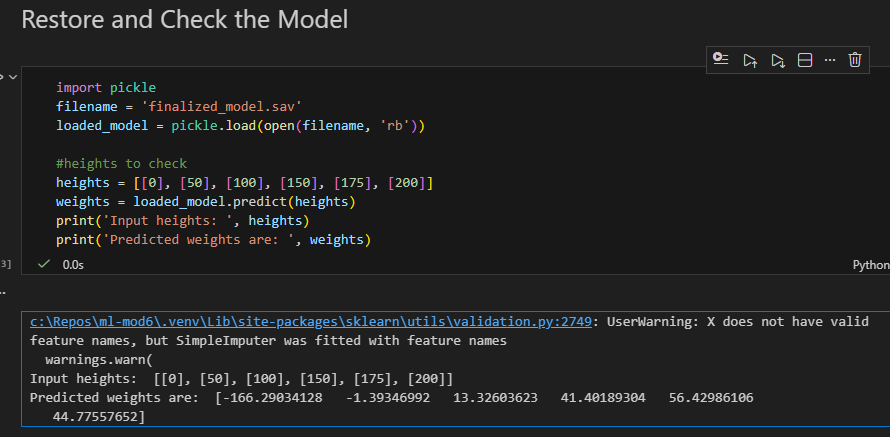 Restore and Check the Model
import pickle
filename = 'finalized_model.sav'
loaded_model = pickle.load(open(filename, 'rb'))
#heights to check
heights = [[0], [50], [100], [150], [175], [200]]
weights = loaded_model.predict(heights)
print('Input heights: ', heights)
print('Predicted weights are: ', weights)
3]
0.0s
Python
c:\Repos\ml-mod6\.venv\Lib\site-packages\sklearn\utils\validation.py:2749: UserWarning: X does not have valid
feature names, but SimpleImputer was fitted with feature names
  warnings.warn(
Input heights:  [[0], [50], [100], [150], [175], [200]]
Predicted weights are:  [-166.29034128   -1.39346992   13.32603623   41.40189304   56.42986106
   44.77557652]